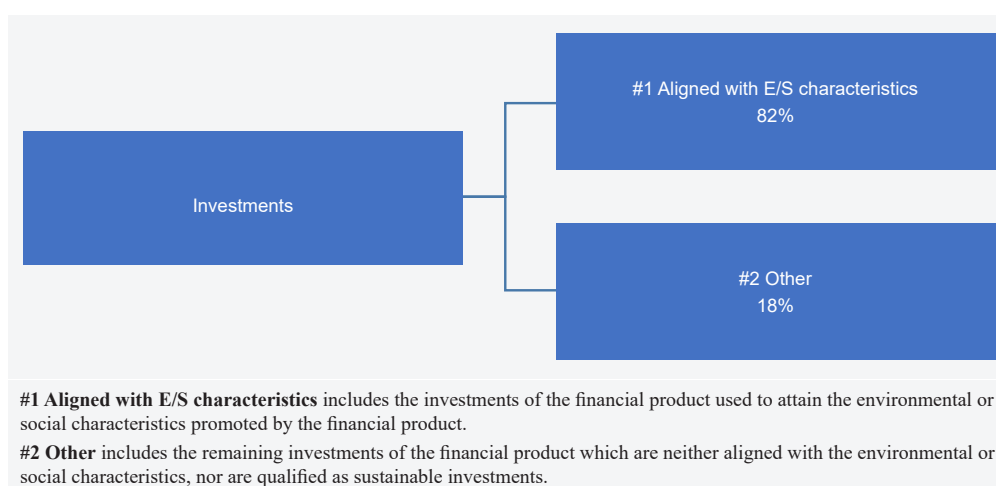 #1 Aligned with E/S characteristics
82%
Investments
#2 Other
18%
#1 Aligned with E/S characteristics includes the investments of the financial product used to attain the environmental or
social characteristics promoted by the financial product.
#2 Other includes the remaining investments of the financial product which are neither aligned with the environmental or
social characteristics, nor are qualified as sustainable investments.